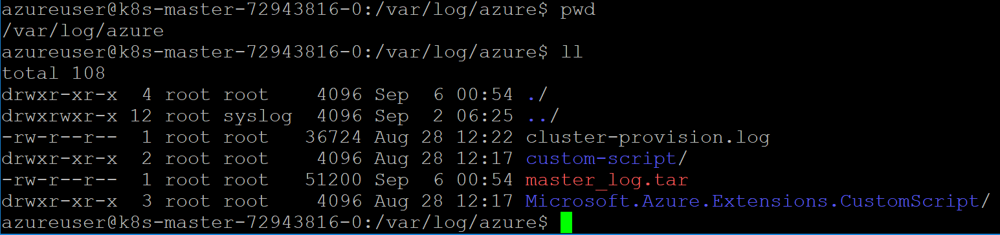 azureuser@k8s-master-72943816-0:/var/log/azure$ pwd
/var/log/azure
azureuser@k8s-master-72943816-0:/var/log/azure$ ll
total 108
drwxr-xr-x  4 root root    4096 Sep  6 00:54 ./
drwxrwxr-x 12 root syslog  4096 Sep  2 06:25 ../
-rw-r--r--  1 root root   36724 Aug 28 12:22 cluster-provision.log
drwxr-xr-x  2 root root    4096 Aug 28 12:17 custom-script/
-rw-r--r--  1 root root   51200 Sep  6 00:54 master_log.tar
drwxr-xr-x  3 root root    4096 Aug 28 12:17 Microsoft.Azure.Extensions.CustomScript/
azureuser@k8s-master-72943816-0:/var/log/azure$